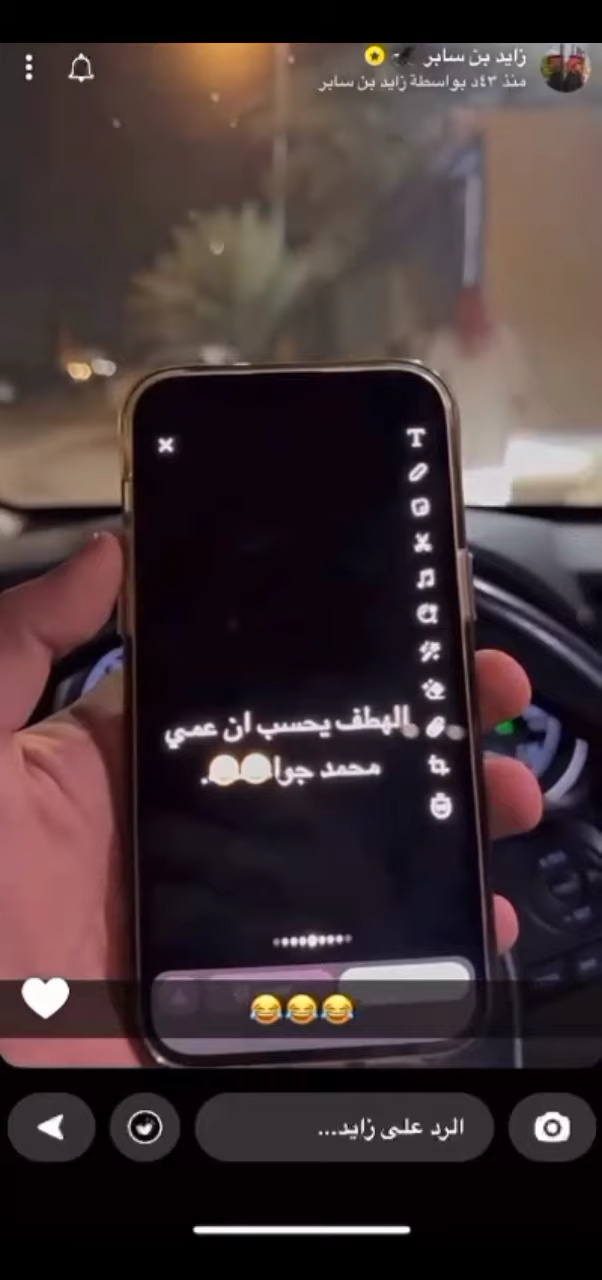 زايد بن سابر
منذ ٤٣د بواسطة زايد بن سابر
T
الهطف يحسب ان عمي
محمد جوا😂😂.
😂😂😂
الرد على زايد...